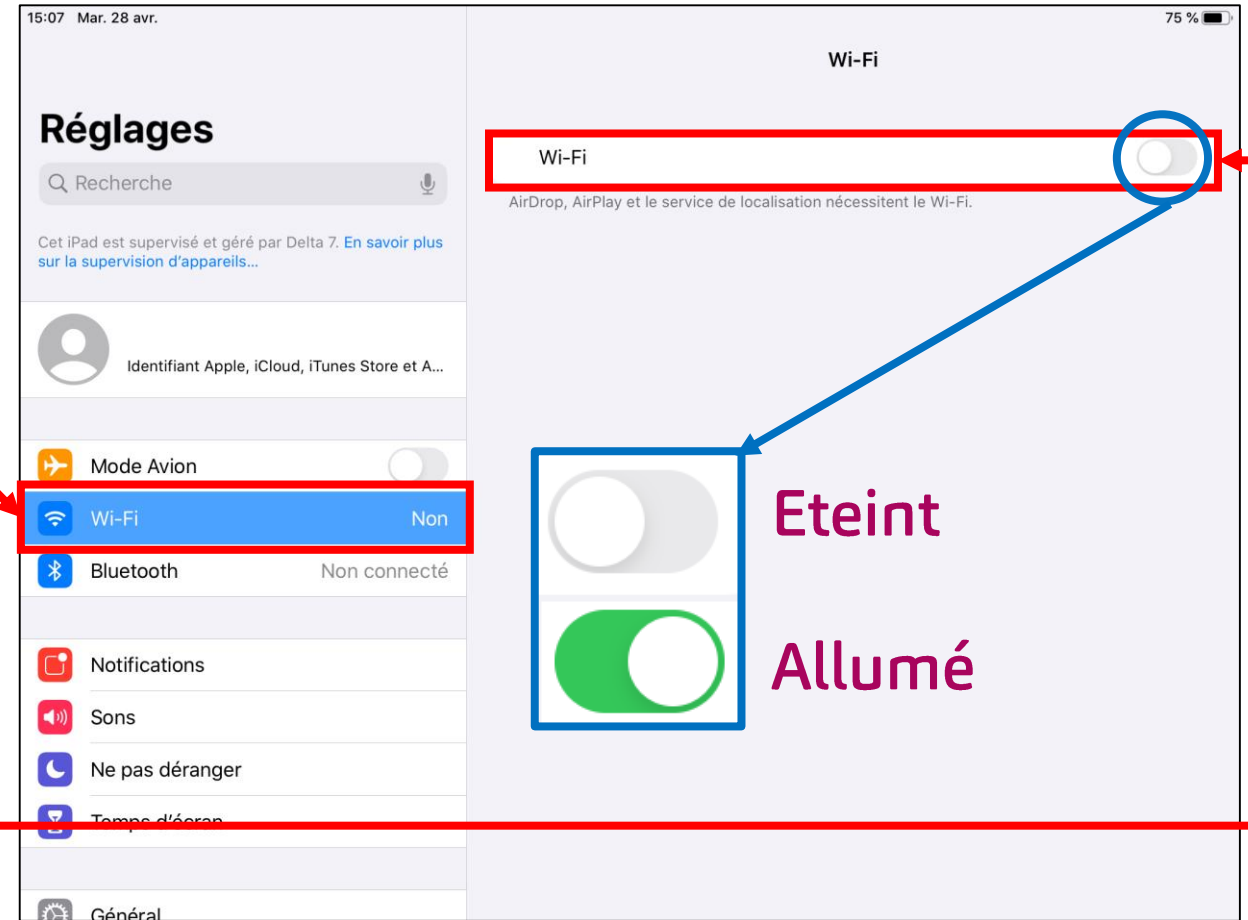 15:07 Mar. 28 avr.
75 %
Wi-Fi
Réglages
Recherche
Cet iPad est supervisé et géré par Delta 7. En savoir plus
sur la supervision d'appareils...
Identifiant Apple, iCloud, iTunes Store et A...
Mode Avion
Wi-Fi Non
Bluetooth Non connecté
Notifications
Sons
Ne pas déranger
Temps d'écran
Général
Wi-Fi
AirDrop, AirPlay et le service de localisation nécessitent le Wi-Fi.
Eteint
Allumé